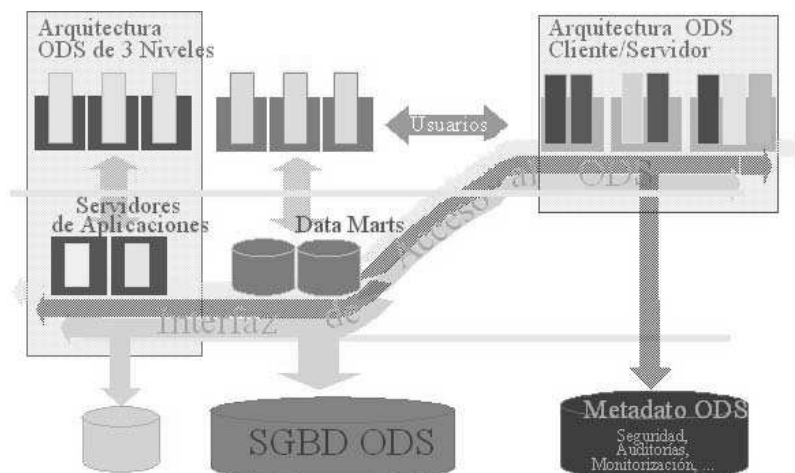 Arquitectura
ODS de 3 Niveles
Arquitectura ODS
Cliente/Servidor
Usuarios
Servidores
de Aplicaciones
Data Marts
Interfaz de Acceso al ODS
SGBD ODS
Metadato ODS
Seguridad,
Auditorías,
Monitorización, ...